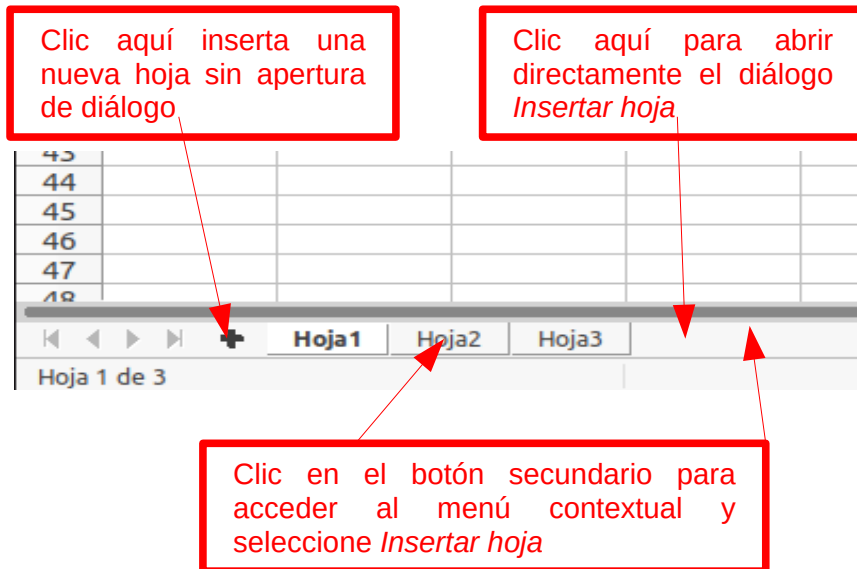 Clic aquí inserta una
nueva hoja sin apertura
de diálogo
Clic aquí para abrir
directamente el diálogo
Insertar hoja
43
44
45
46
47
48
Hoja1 Hoja2 Hoja3
Hoja 1 de 3
Clic en el botón secundario para
acceder al menú contextual y
seleccione Insertar hoja